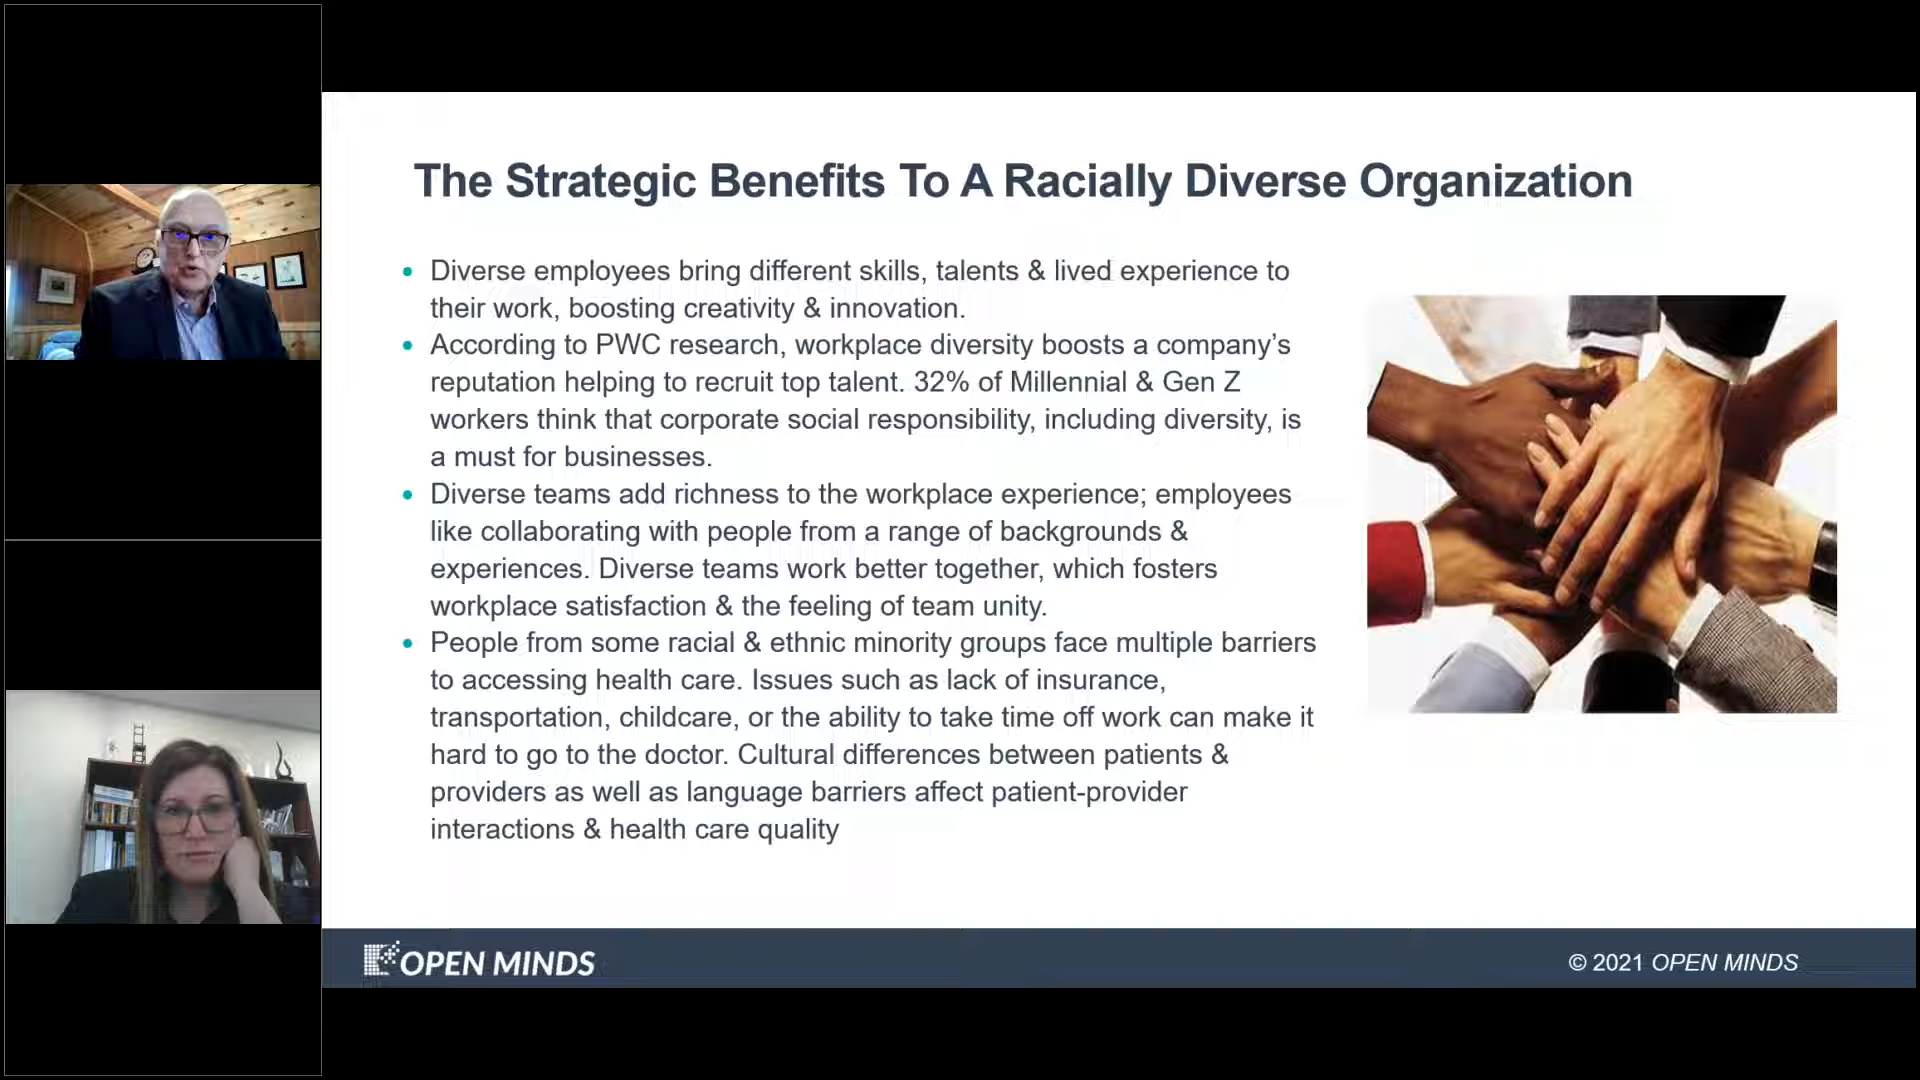 The Strategic Benefits To A Racially Diverse Organization
• Diverse employees bring different skills, talents & lived experience to
their work, boosting creativity & innovation.
• According to PWC research, workplace diversity boosts a company’s
reputation helping to recruit top talent. 32% of Millennial & Gen Z
workers think that corporate social responsibility, including diversity, is
a must for businesses.
• Diverse teams add richness to the workplace experience; employees
like collaborating with people from a range of backgrounds &
experiences. Diverse teams work better together, which fosters
workplace satisfaction & the feeling of team unity.
• People from some racial & ethnic minority groups face multiple barriers
to accessing health care. Issues such as lack of insurance,
transportation, childcare, or the ability to take time off work can make it
hard to go to the doctor. Cultural differences between patients &
providers as well as language barriers affect patient-provider
interactions & health care quality
OPEN MINDS
© 2021 OPEN MINDS